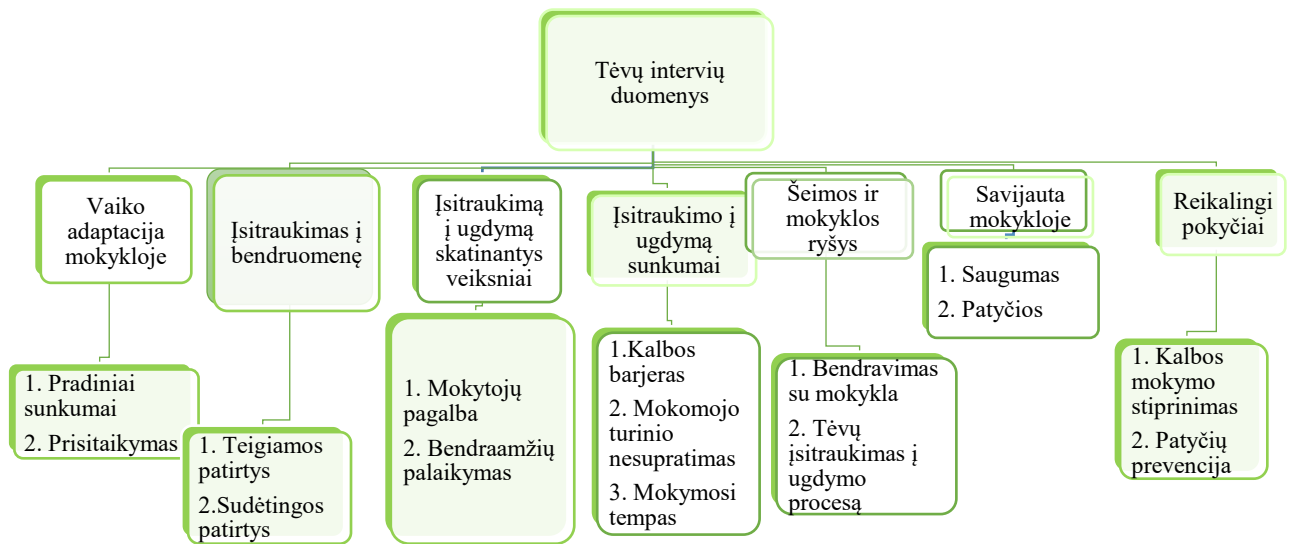 Tėvų intervių
duomenys
Vaiko
adaptacija
mokykloje
Įsitraukimas į
bendruomenę
Įsitraukimą
į ugdymą
skatinantys
veiksniai
Įsitraukimo į
ugdymą
sunkumai
Šeimos ir
mokyklos
ryšys
Savijauta
mokykloje
Reikalingi
pokyčiai
1. Pradiniai
sunkumai
2. Prisitaikymas
1. Teigiamos
patirtys
2.Sudėtingos
patirtys
1. Mokytojų
pagalba
2. Bendraamžių
palaikymas
1.Kalbos
barjeras
2. Mokomojo
turinio
nesupratimas
3. Mokymosi
tempas
1. Bendravimas
su mokykla
2. Tėvų
įsitraukimas į
ugdymo
procesą
1. Saugumas
2. Patyčios
1. Kalbos
mokymo
stiprinimas
2. Patyčių
prevencija